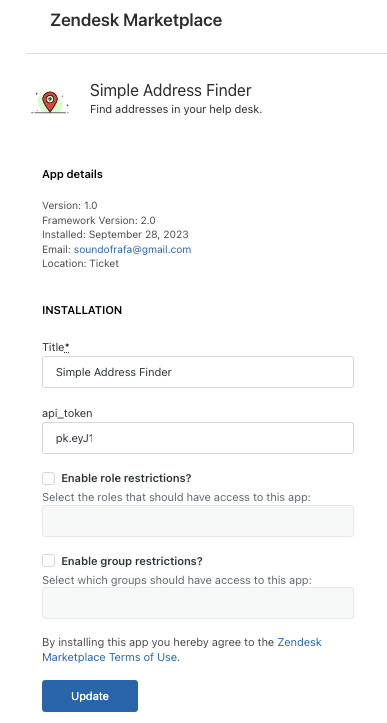 Zendesk Marketplace
Simple Address Finder
Find addresses in your help desk.
App details
Version: 1.0
Framework Version: 2.0
Installed: September 28, 2023
Email: soundofrafa@gmail.com
Location: Ticket
INSTALLATION
Title*
Simple Address Finder
api_token
pk.eyJ1
Enable role restrictions?
Select the roles that should have access to this app:
Enable group restrictions?
Select which groups should have access to this app:
By installing this app you hereby agree to the Zendesk
Marketplace Terms of Use.
Update